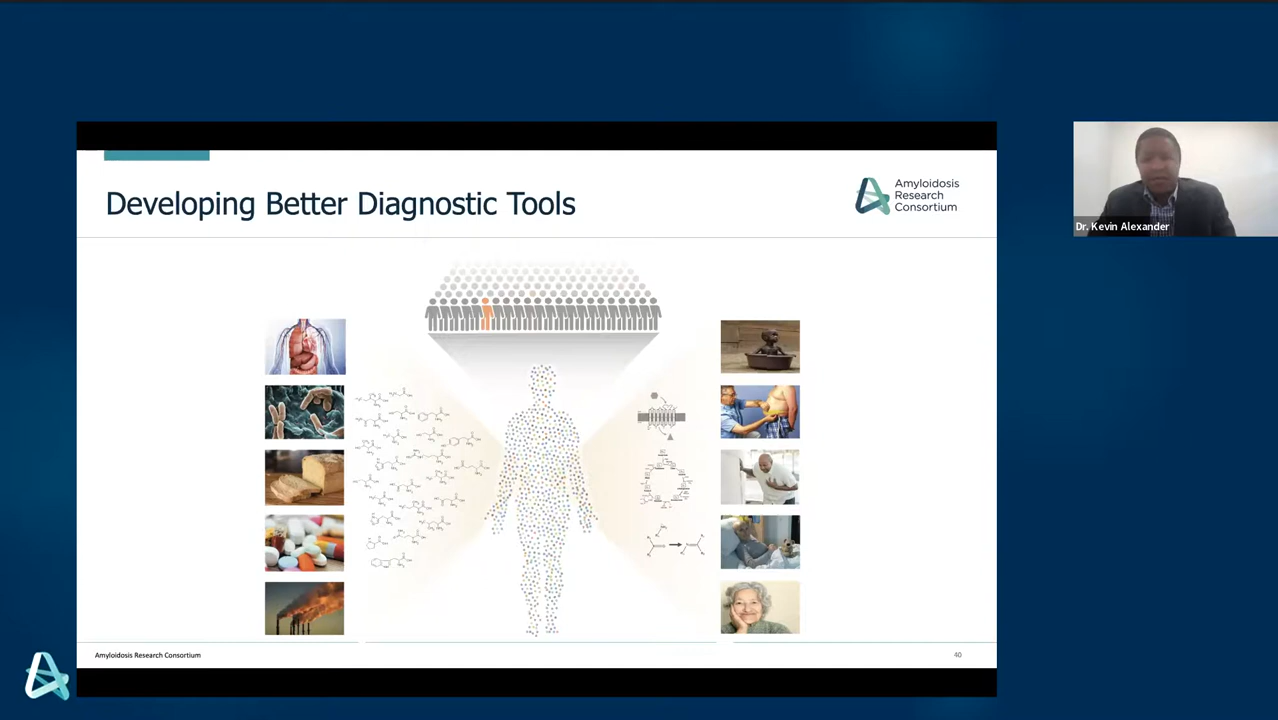 Developing Better Diagnostic Tools
Amyloidosis
Research
Consortium
Dr. Kevin Alexander
Amyloidosis Research Consortium
40